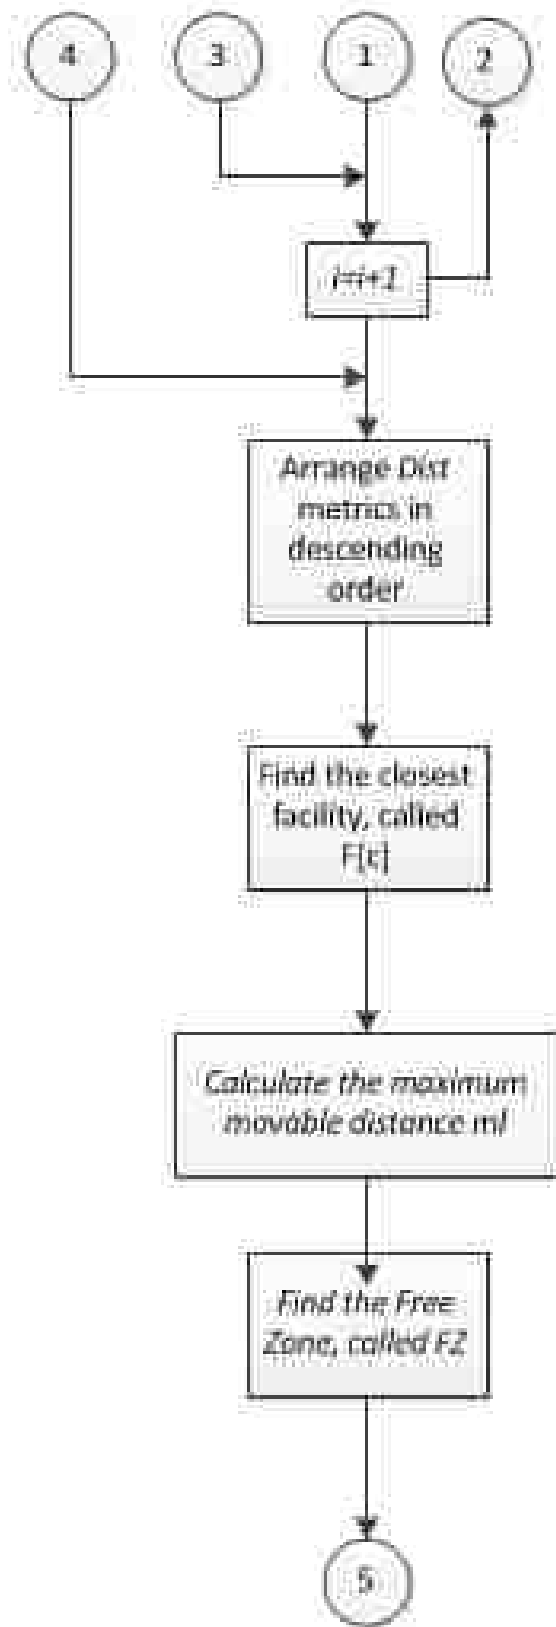 4
3
1
2
i=i+1
Arrange Dist
metrics in
descending
order
Find the closest
facility, called
F[ε]
Calculate the maximum
movable distance ml
Find the Free
Zone, called FZ
5